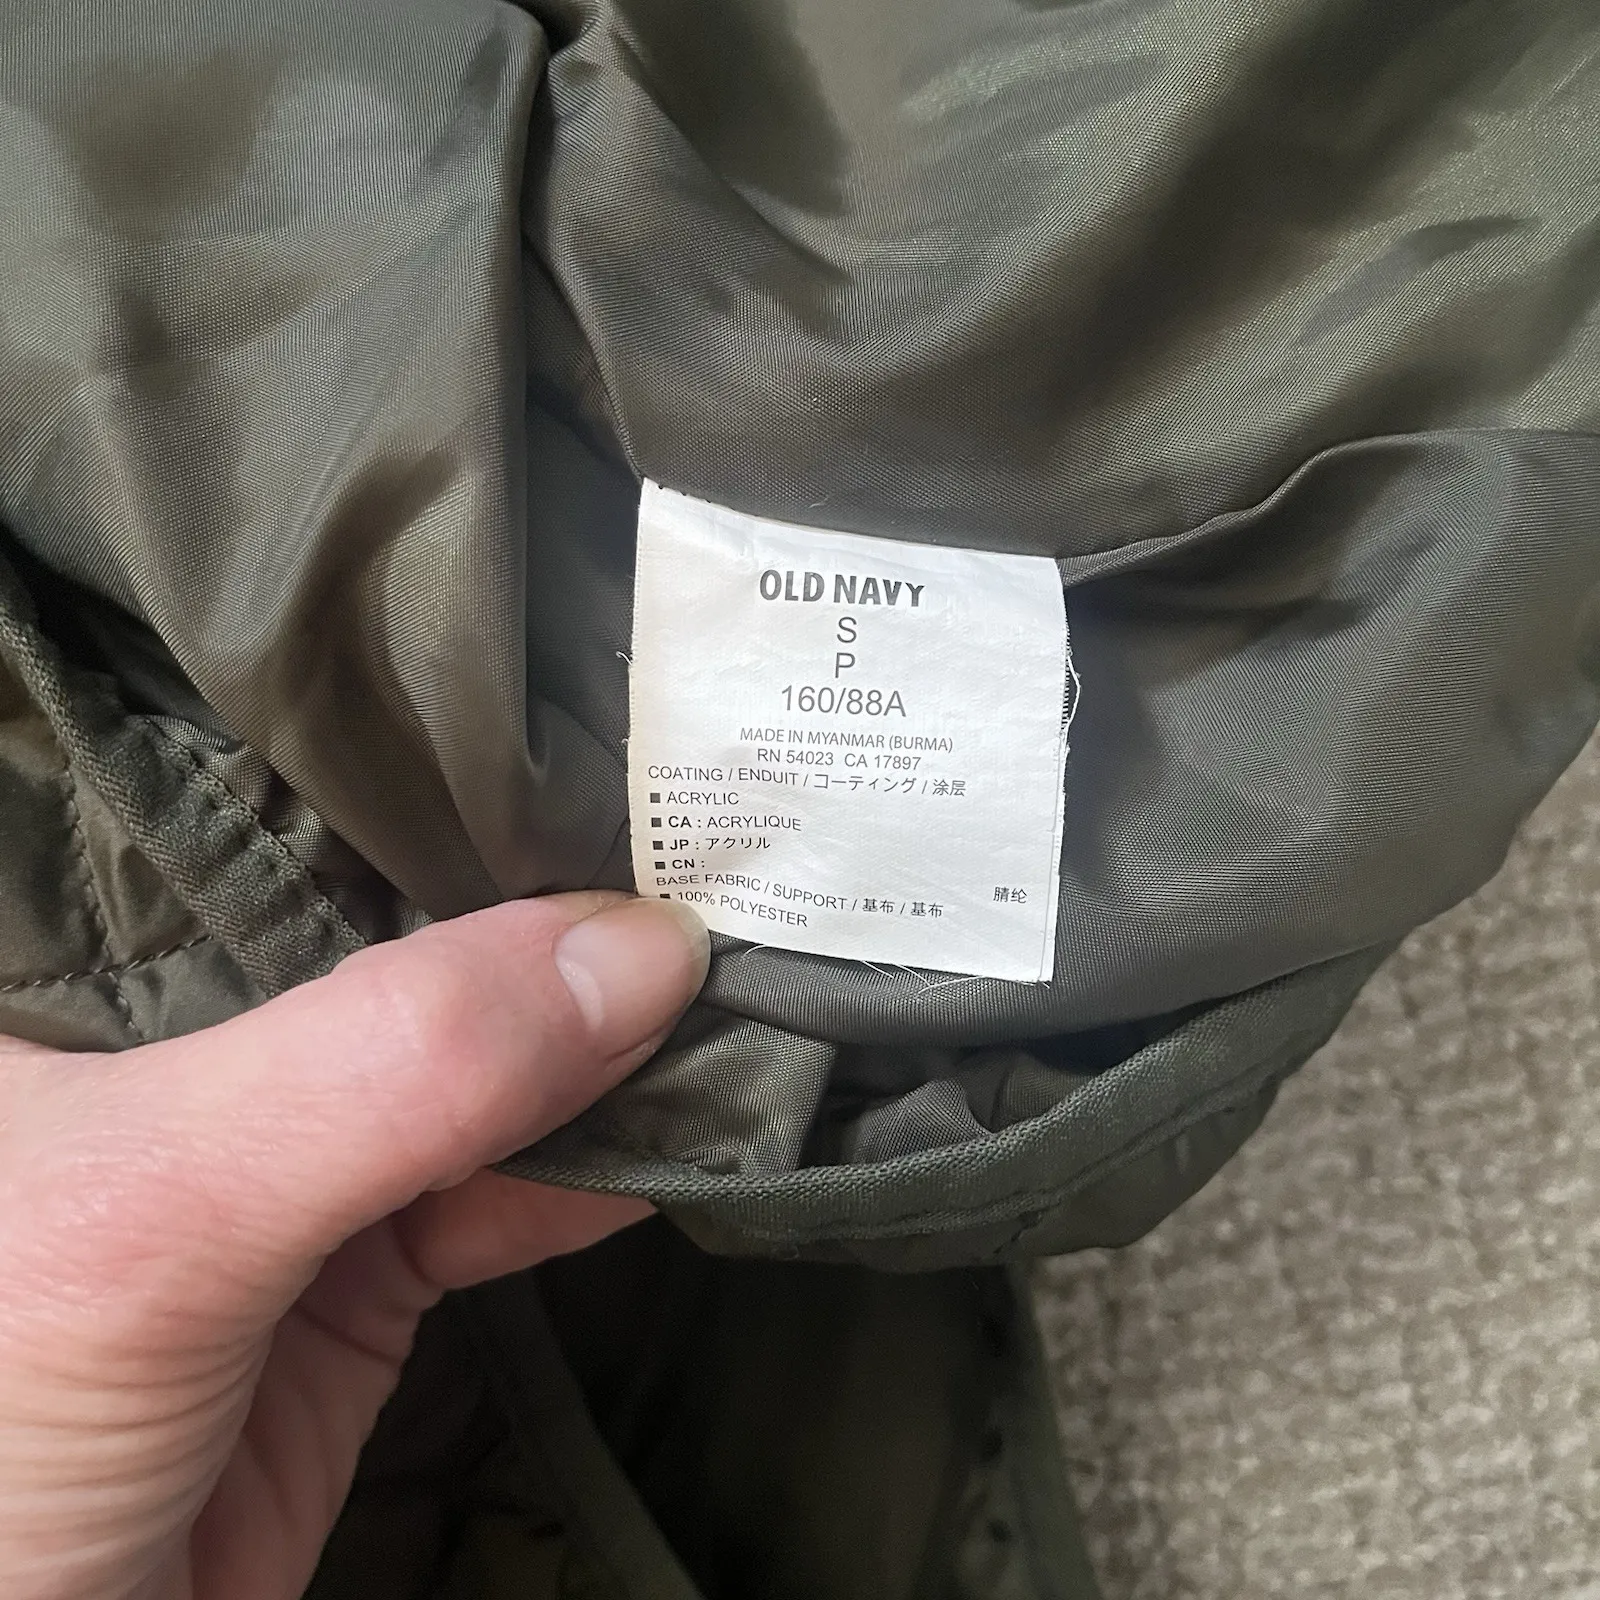 OLD NAVY
S
P
160/88A
MADE IN MYANMAR (BURMA)
RN 54023 CA 17897
COATING / ENDUIT / コーティング / 涂层
■ ACRYLIC
■ CA : ACRYLIQUE
■ JP : アクリル
■ CN :
腈纶
BASE FABRIC / SUPPORT / 基布 / 基布
■ 100% POLYESTER